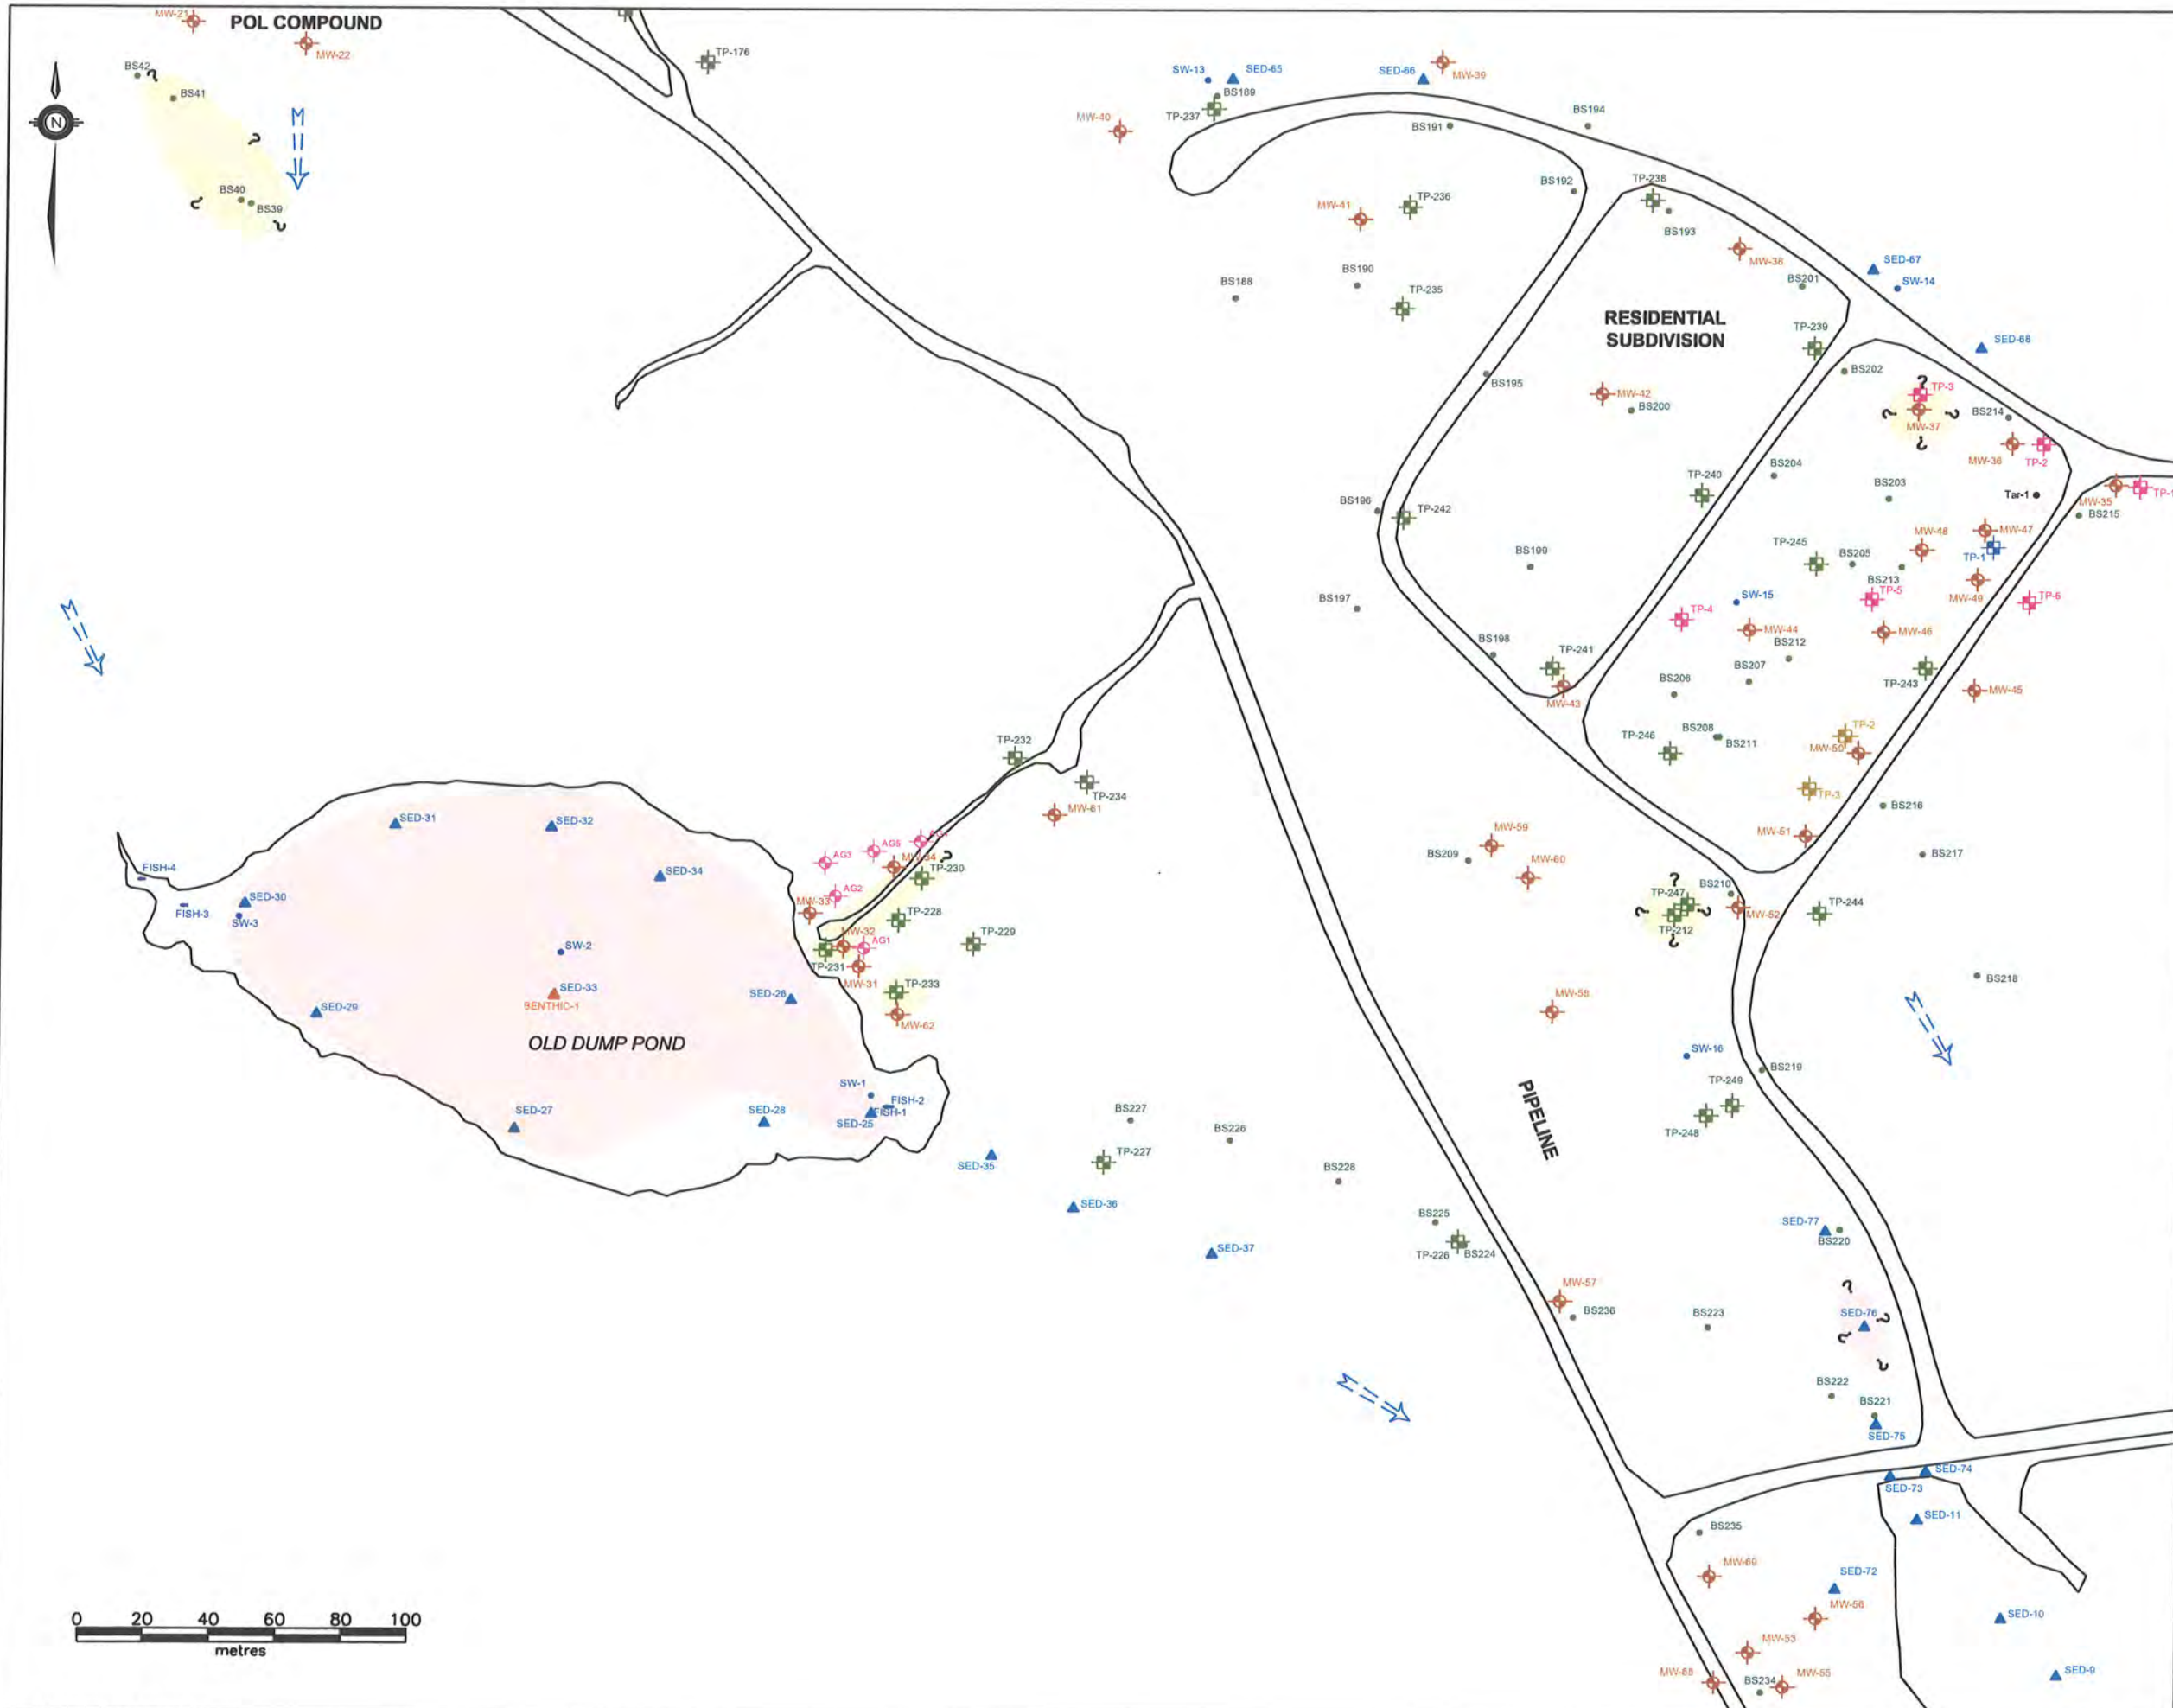 MW-21
POL COMPOUND
MW-22
TP-176
BS42
?
BS41
M
N
?
BS40
BS39
?
?
SW-13
SED-65
SED-66
MW-39
BS189
TP-237
MW-40
BS191
BS194
BS192
TP-238
MW-41
TP-236
BS193
MW-38
BS188
BS190
TP-235
BS201
SED-67
SW-14
RESIDENTIAL
SUBDIVISION
TP-239
SED-68
BS195
BS202
MW-42
BS200
?
TP-3
?
?
MW-37
?
BS214
MW-36
TP-2
BS204
TP-240
BS203
Tar-1
MW-35
TP-1
BS215
BS196
TP-242
BS199
TP-245
BS205
MW-48
MW-47
TP-1
BS213
MW-49
BS197
TP-4
SW-15
TP-5
TP-6
MW-44
MW-46
BS198
TP-241
BS212
BS207
BS206
TP-243
MW-45
MW-43
M
TP-246
BS208
BS211
TP-2
MW-50
TP-3
BS216
MW-51
BS217
TP-232
TP-234
MW-61
MW-59
BS209
MW-60
SED-31
SED-32
SED-34
AG3
AG5
MW-34
?
TP-230
AG2
MW-33
TP-228
MW-32
AG1
TP-229
TP-231
MW-31
TP-233
MW-62
FISH-4
FISH-3
SED-30
SW-3
SW-2
SED-33
BENTHIC-1
SED-29
SED-26
OLD DUMP POND
?
TP-247
?
?
TP-212
?
BS210
MW-52
TP-244
BS218
M
MW-58
SW-16
BS219
TP-249
TP-248
PIPELINE
SW-1
FISH-2
FISH-1
SED-25
SED-27
SED-28
SED-35
SED-36
SED-37
BS227
TP-227
BS226
BS228
BS225
TP-226
BS224
SED-77
BS220
MW-57
BS236
BS223
?
SED-76
?
?
?
M
BS222
BS221
SED-75
SED-74
SED-73
SED-11
BS235
MW-69
SED-72
MW-56
SED-10
MW-53
MW-68
BS234
MW-55
SED-9
0 20 40 60 80 100
metres